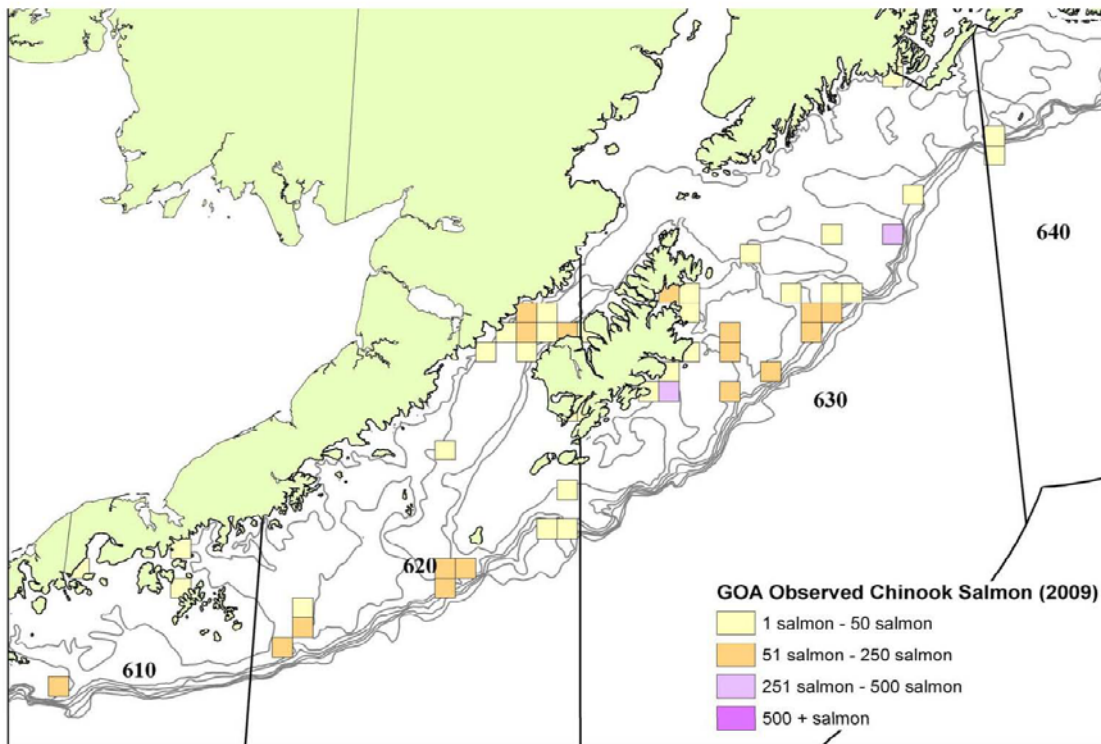 640
630
620
610
GOA Observed Chinook Salmon (2009)
1 salmon - 50 salmon
51 salmon - 250 salmon
251 salmon - 500 salmon
500 + salmon